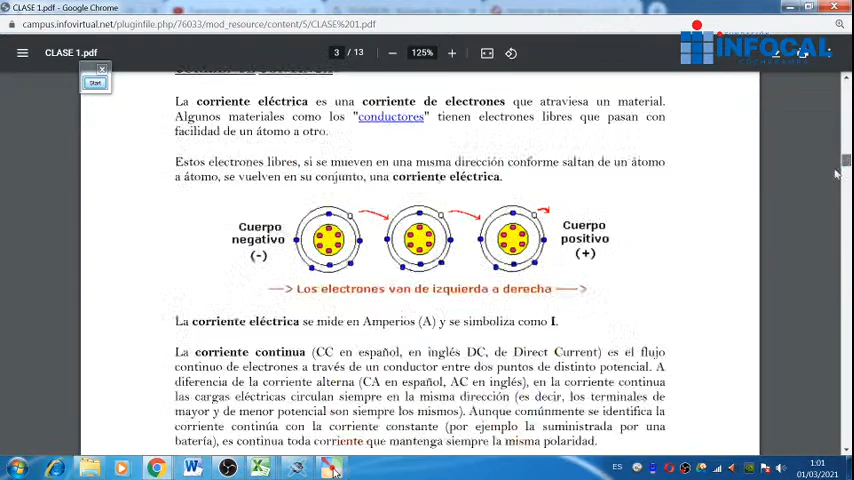 CLASE 1.pdf - Google Chrome
campus.infovirtual.net/pluginfile.php/76033/mod_resource/content/5/CLASE%201.pdf
CLASE 1.pdf
3 / 13
125%
FUNDACIÓN
INFOCAL
COCHABAMBA
Start
La corriente eléctrica es una corriente de electrones que atraviesa un material.
Algunos materiales como los "conductores" tienen electrones libres que pasan con
facilidad de un átomo a otro.
Estos electrones libres, si se mueven en una misma dirección conforme saltan de un átomo
a átomo, se vuelven en su conjunto, una corriente eléctrica.
Cuerpo
negativo
(-)
Cuerpo
positivo
(+)
Los electrones van de izquierda a derecha
La corriente eléctrica se mide en Amperios (A) y se simboliza como I.
La corriente continua (CC en español, en inglés DC, de Direct Current) es el flujo
continuo de electrones a través de un conductor entre dos puntos de distinto potencial. A
diferencia de la corriente alterna (CA en español, AC en inglés), en la corriente continua
las cargas eléctricas circulan siempre en la misma dirección (es decir, los terminales de
mayor y de menor potencial son siempre los mismos). Aunque comúnmente se identifica la
corriente continúa con la corriente constante (por ejemplo la suministrada por una
batería), es continua toda corriente que mantenga siempre la misma polaridad.
ES
1:01
01/03/2021